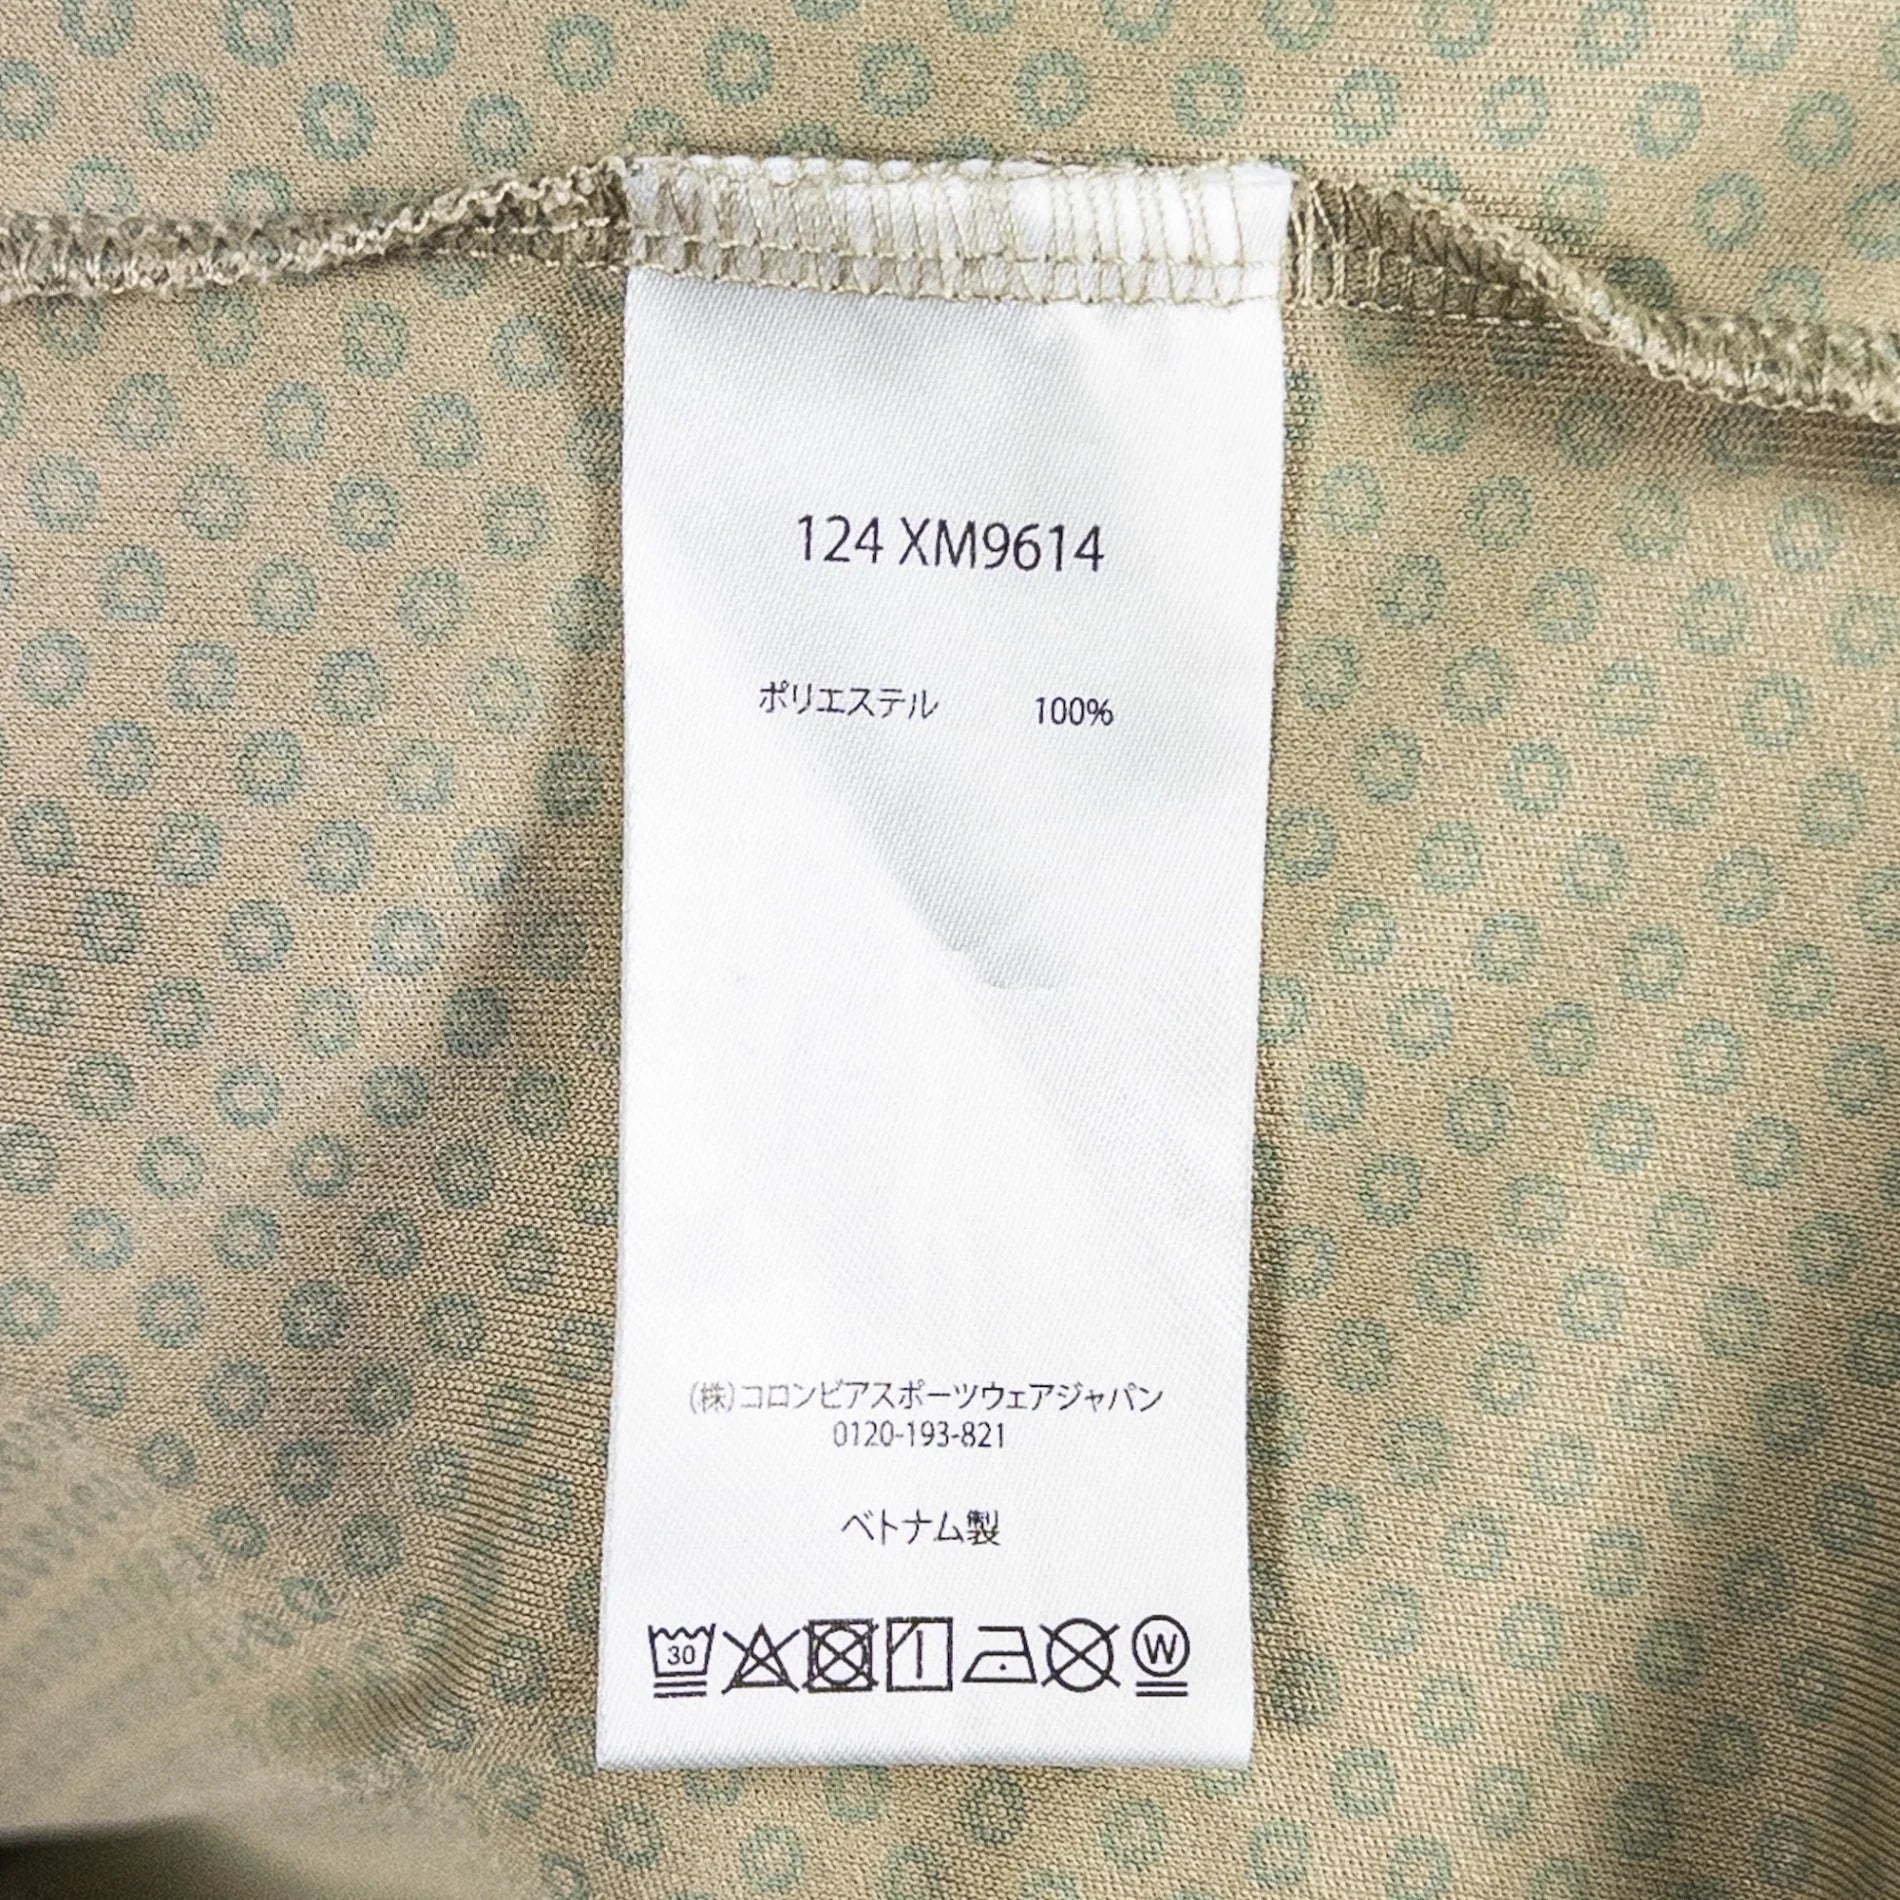 124 XM9614
ポリエステル 100%
(株)コロンビアスポーツウェアジャパン
0120-193-821
ベトナム製
30 W